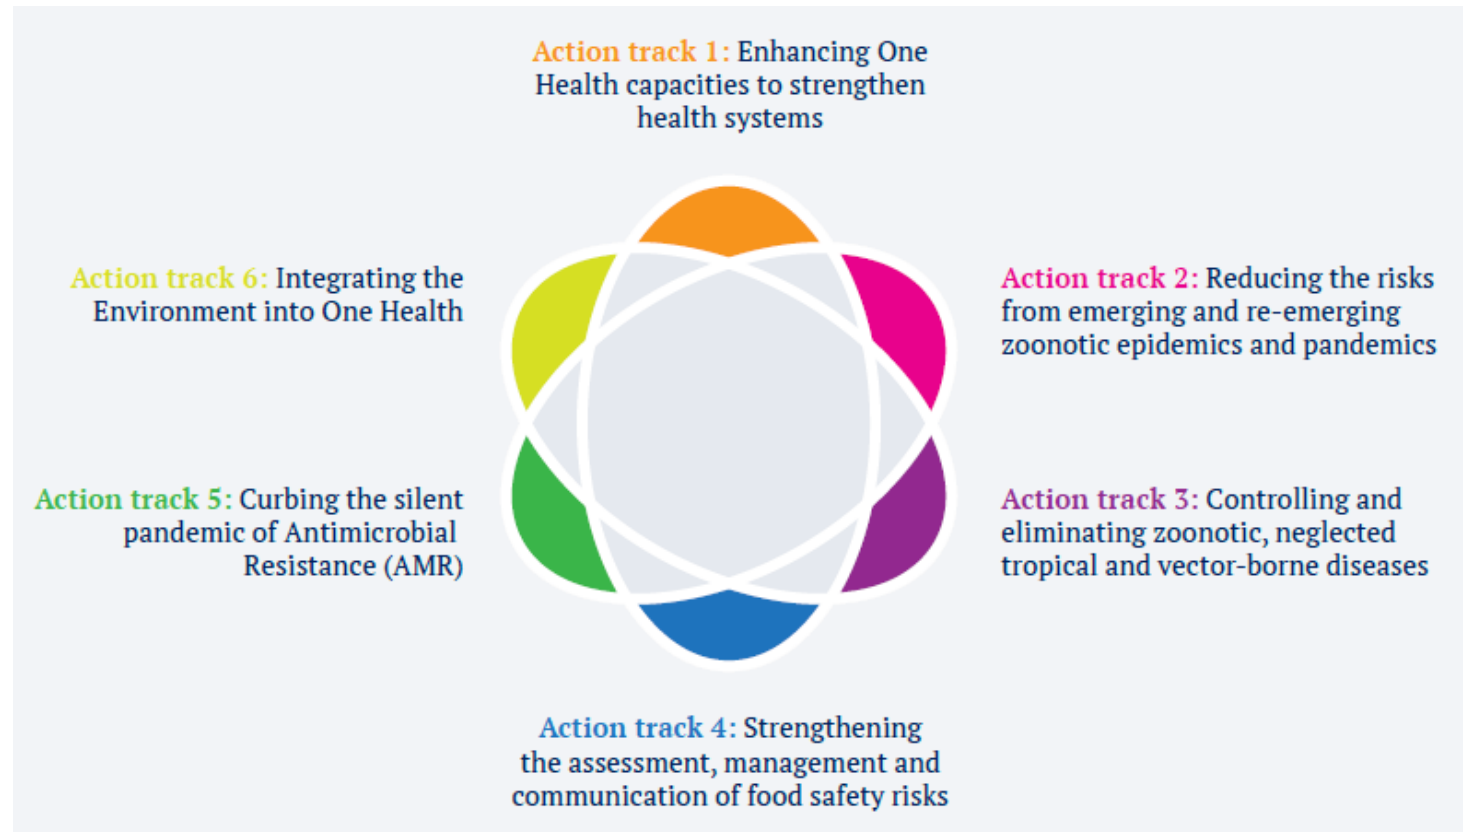 Action track 1: Enhancing One
Health capacities to strengthen
health systems
Action track 2: Reducing the risks
from emerging and re-emerging
zoonotic epidemics and pandemics
Action track 3: Controlling and
eliminating zoonotic, neglected
tropical and vector-borne diseases
Action track 4: Strengthening
the assessment, management and
communication of food safety risks
Action track 5: Curbing the silent
pandemic of Antimicrobial
Resistance (AMR)
Action track 6: Integrating the
Environment into One Health